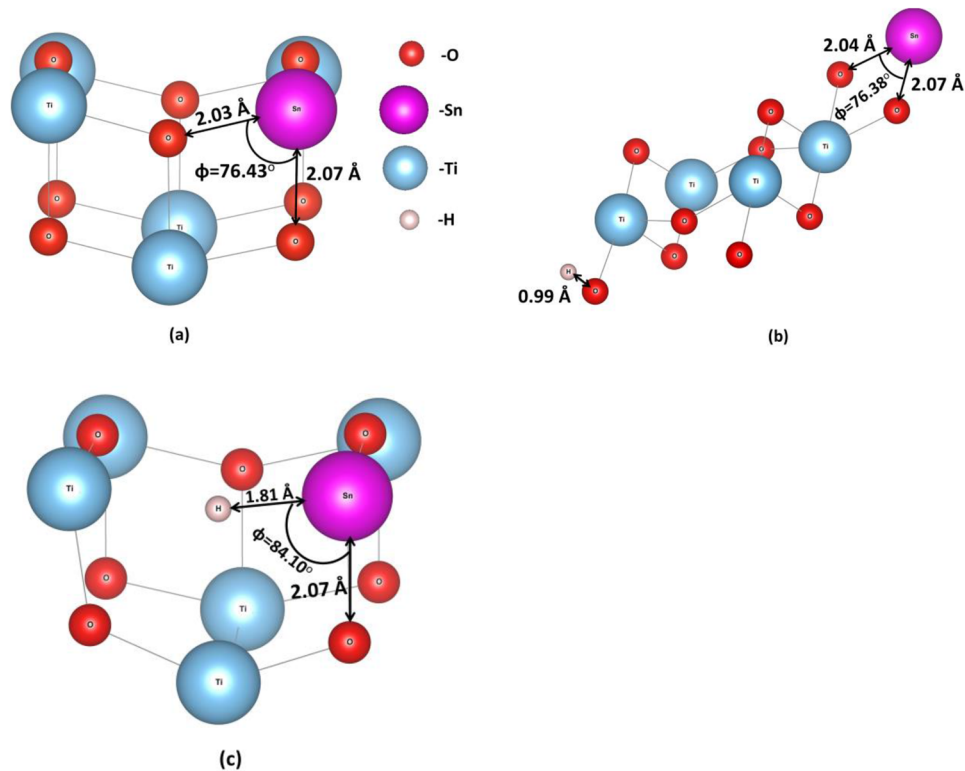 O
O
-O
Ti
O
Sn
2.03 Å
O
-Sn
ϕ=76.43°
2.07 Å
-Ti
O
O
Ti
O
O
-H
Ti
(a)
Sn
2.04 Å
O
ϕ=76.38°
2.07 Å
O
O
Ti
O
O
Ti
Ti
Ti
O
O
O
O
H
O
0.99 Å
(b)
O
O
O
Ti
Sn
H
1.81 Å
ϕ=84.10°
2.07 Å
O
O
Ti
O
O
Ti
(c)